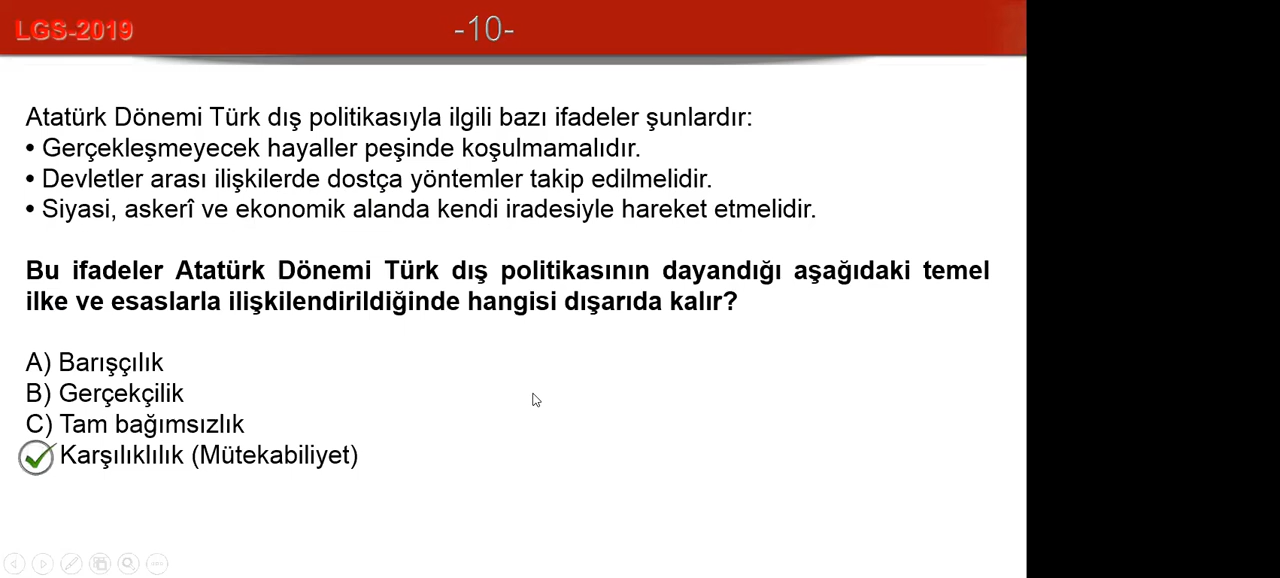 LGS-2019
-10-
Atatürk Dönemi Türk dış politikasıyla ilgili bazı ifadeler şunlardır:
• Gerçekleşmeyecek hayaller peşinde koşulmamalıdır.
• Devletler arası ilişkilerde dostça yöntemler takip edilmelidir.
• Siyasi, askerî ve ekonomik alanda kendi iradesiyle hareket etmelidir.
Bu ifadeler Atatürk Dönemi Türk dış politikasının dayandığı aşağıdaki temel
ilke ve esaslarla ilişkilendirildiğinde hangisi dışarıda kalır?
A) Barışçılık
B) Gerçekçilik
C) Tam bağımsızlık
Karşılıklılık (Mütekabiliyet)